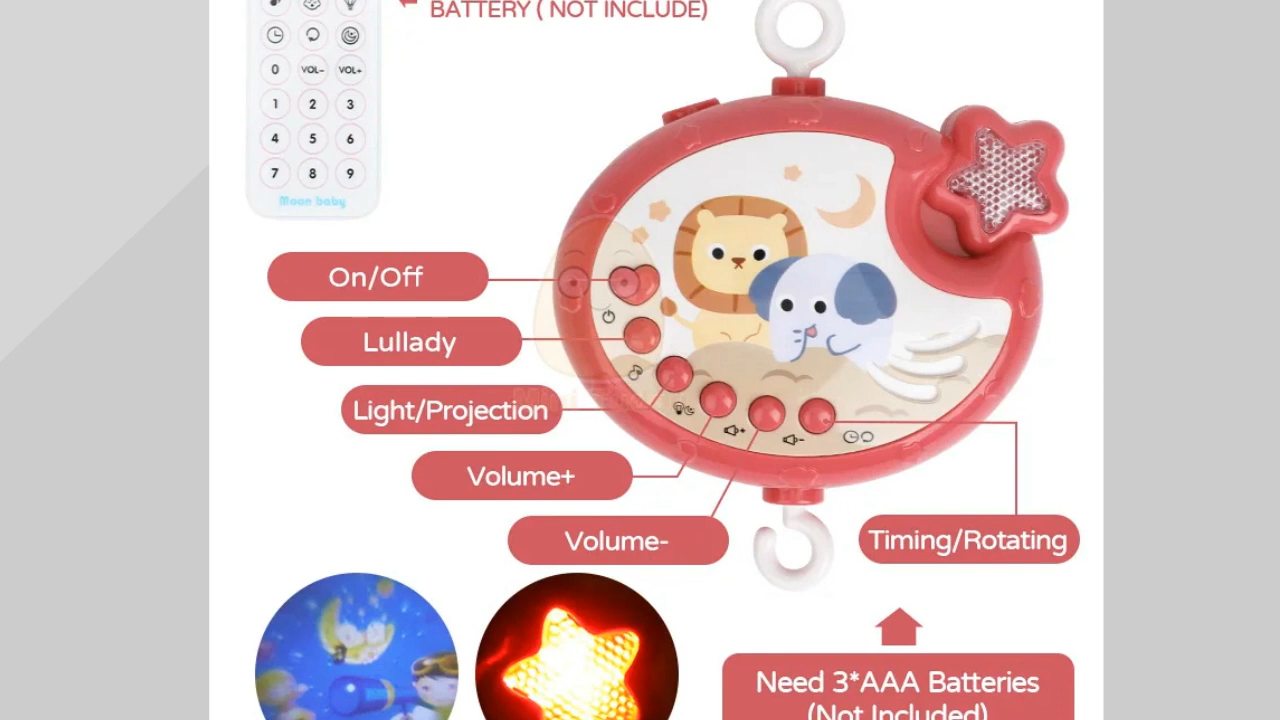 BATTERY ( NOT INCLUDE)
0 VOL- VOL+
1 2 3
4 5 6
7 8 9
Moon baby
On/Off
Lullady
Light/Projection
Volume+
Volume-
Timing/Rotating
Need 3*AAA Batteries
(Not Included)